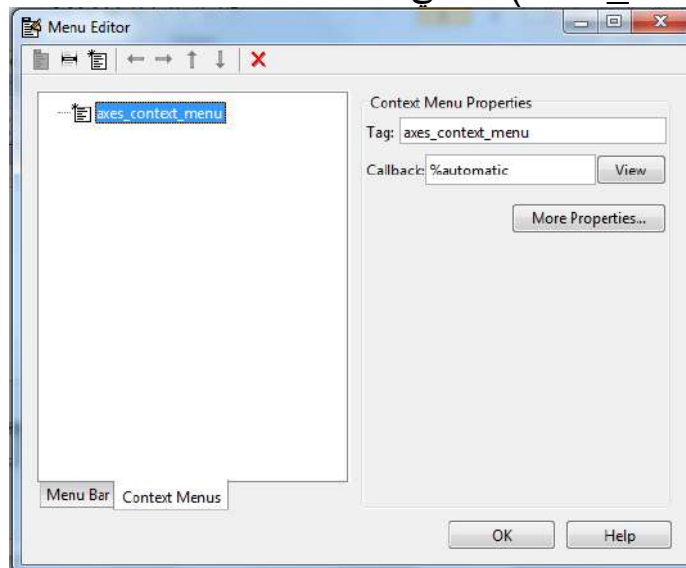 Menu Editor
axes_context_menu
Context Menu Properties
Tag: axes_context_menu
Callback: %automatic
View
More Properties...
Menu Bar
Context Menus
OK
Help